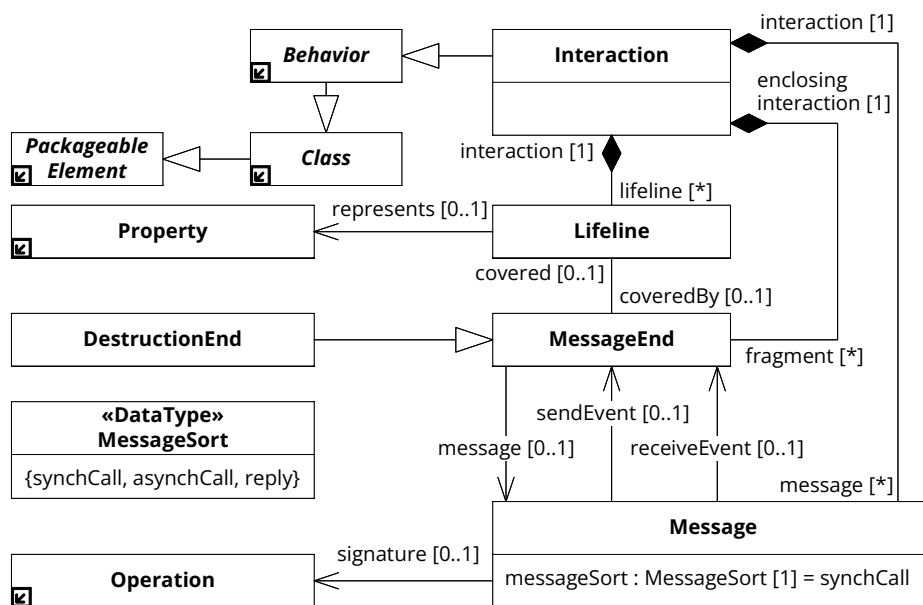 interaction [1]
Behavior
Interaction
enclosing
interaction [1]
Packageable
Element
Class
interaction [1]
lifeline [*]
represents [0..1]
Property
Lifeline
covered [0..1]
coveredBy [0..1]
DestructionEnd
MessageEnd
fragment [*]
«DataType»
MessageSort
{synchCall, asynchCall, reply}
sendEvent [0..1]
message [0..1]
receiveEvent [0..1]
message [*]
Message
signature [0..1]
Operation
messageSort : MessageSort [1] = synchCall